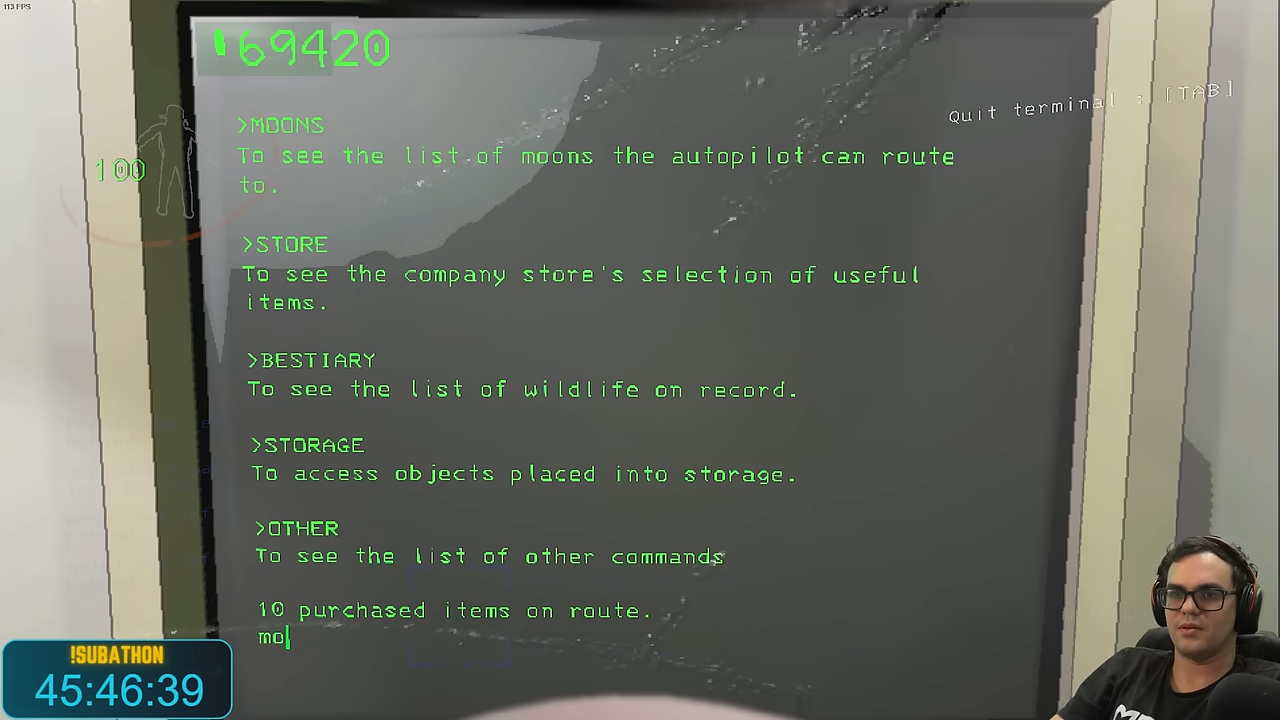 113 FPS
69420
Quit terminal : [TAB]
100
>MOONS
To see the list of moons the autopilot can route
to.
>STORE
To see the company store's selection of useful
items.
>BESTIARY
To see the list of wildlife on record.
>STORAGE
To access objects placed into storage.
>OTHER
To see the list of other commands
10 purchased items on route.
mo
!SUBATHON
45:46:39